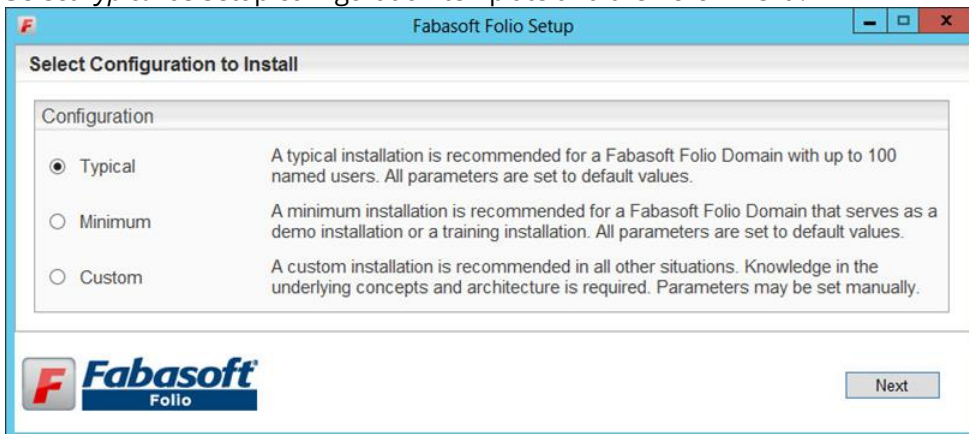 Fabasoft Folio Setup
Select Configuration to Install
Configuration
Typical
A typical installation is recommended for a Fabasoft Folio Domain with up to 100
named users. All parameters are set to default values.
Minimum
A minimum installation is recommended for a Fabasoft Folio Domain that serves as a
demo installation or a training installation. All parameters are set to default values.
Custom
A custom installation is recommended in all other situations. Knowledge in the
underlying concepts and architecture is required. Parameters may be set manually.
Fabasoft
Folio
Next